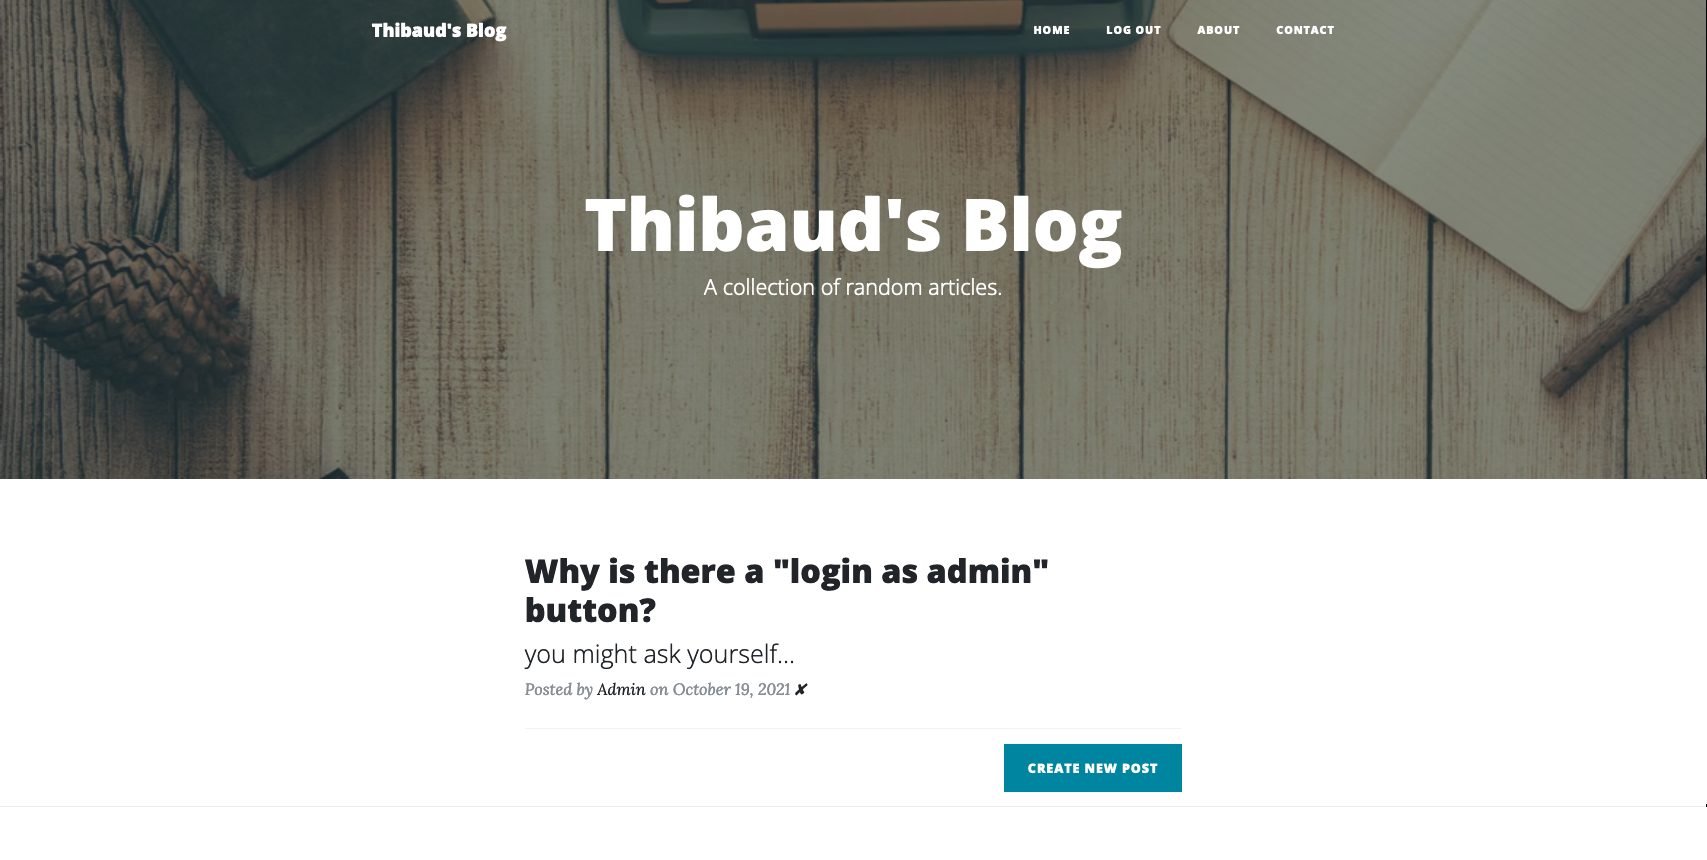 Thibaud's Blog
HOME LOG OUT ABOUT CONTACT
Thibaud's Blog
A collection of random articles.
Why is there a "login as admin"
button?
you might ask yourself...
Posted by Admin on October 19, 2021 ✘
CREATE NEW POST